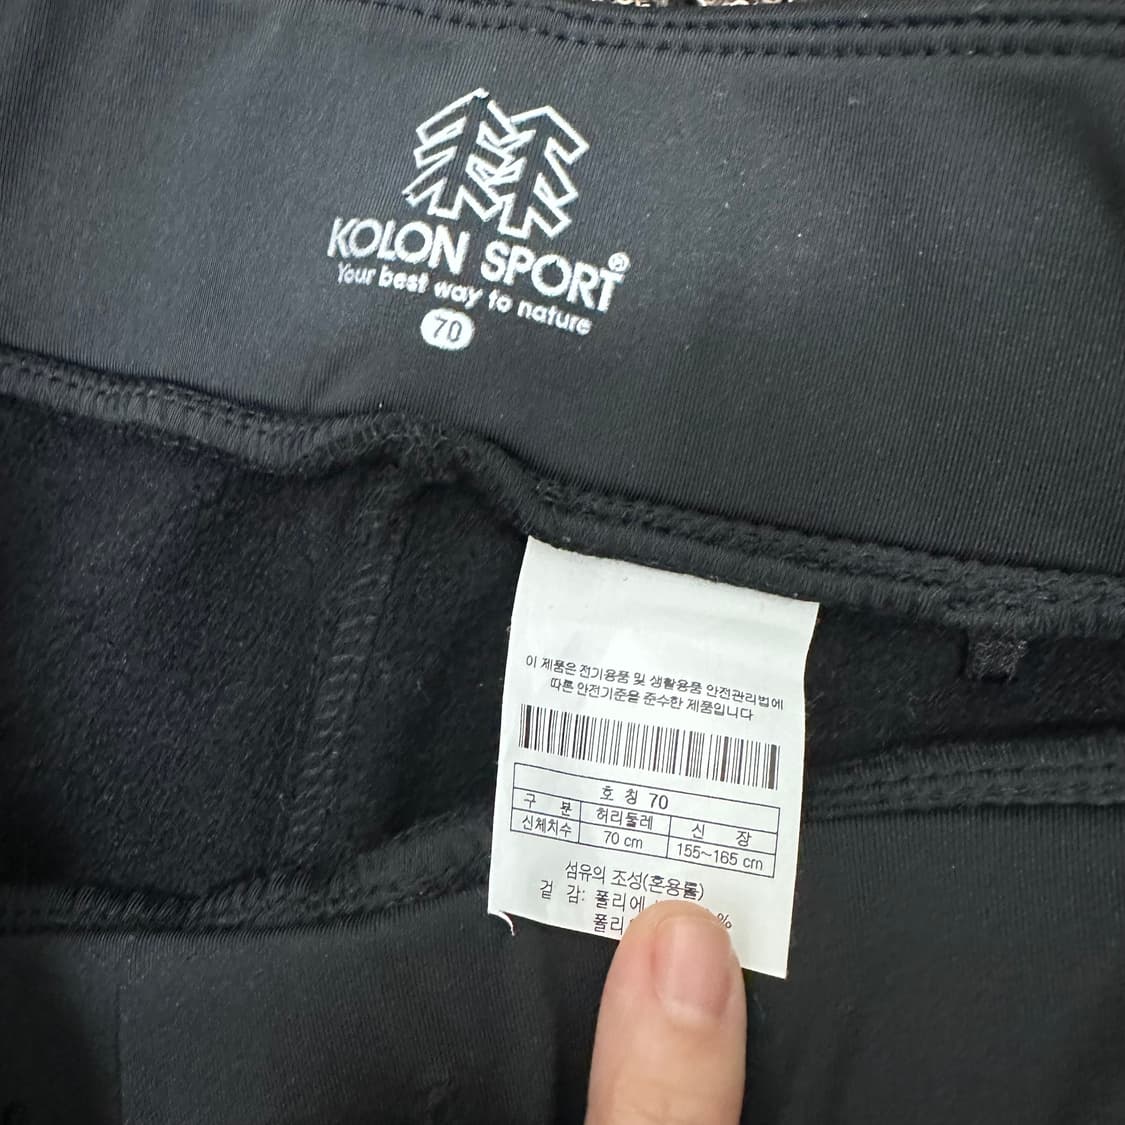 KOLON SPORT®
Your best way to nature
70
이 제품은 전기용품 및 생활용품 안전관리법에
따른 안전기준을 준수한 제품입니다
호 칭 70
구 분 허리둘레 신 장
신체치수 70 cm 155~165 cm
섬유의 조성(혼용률)
겉 감: 폴리에 %
폴리